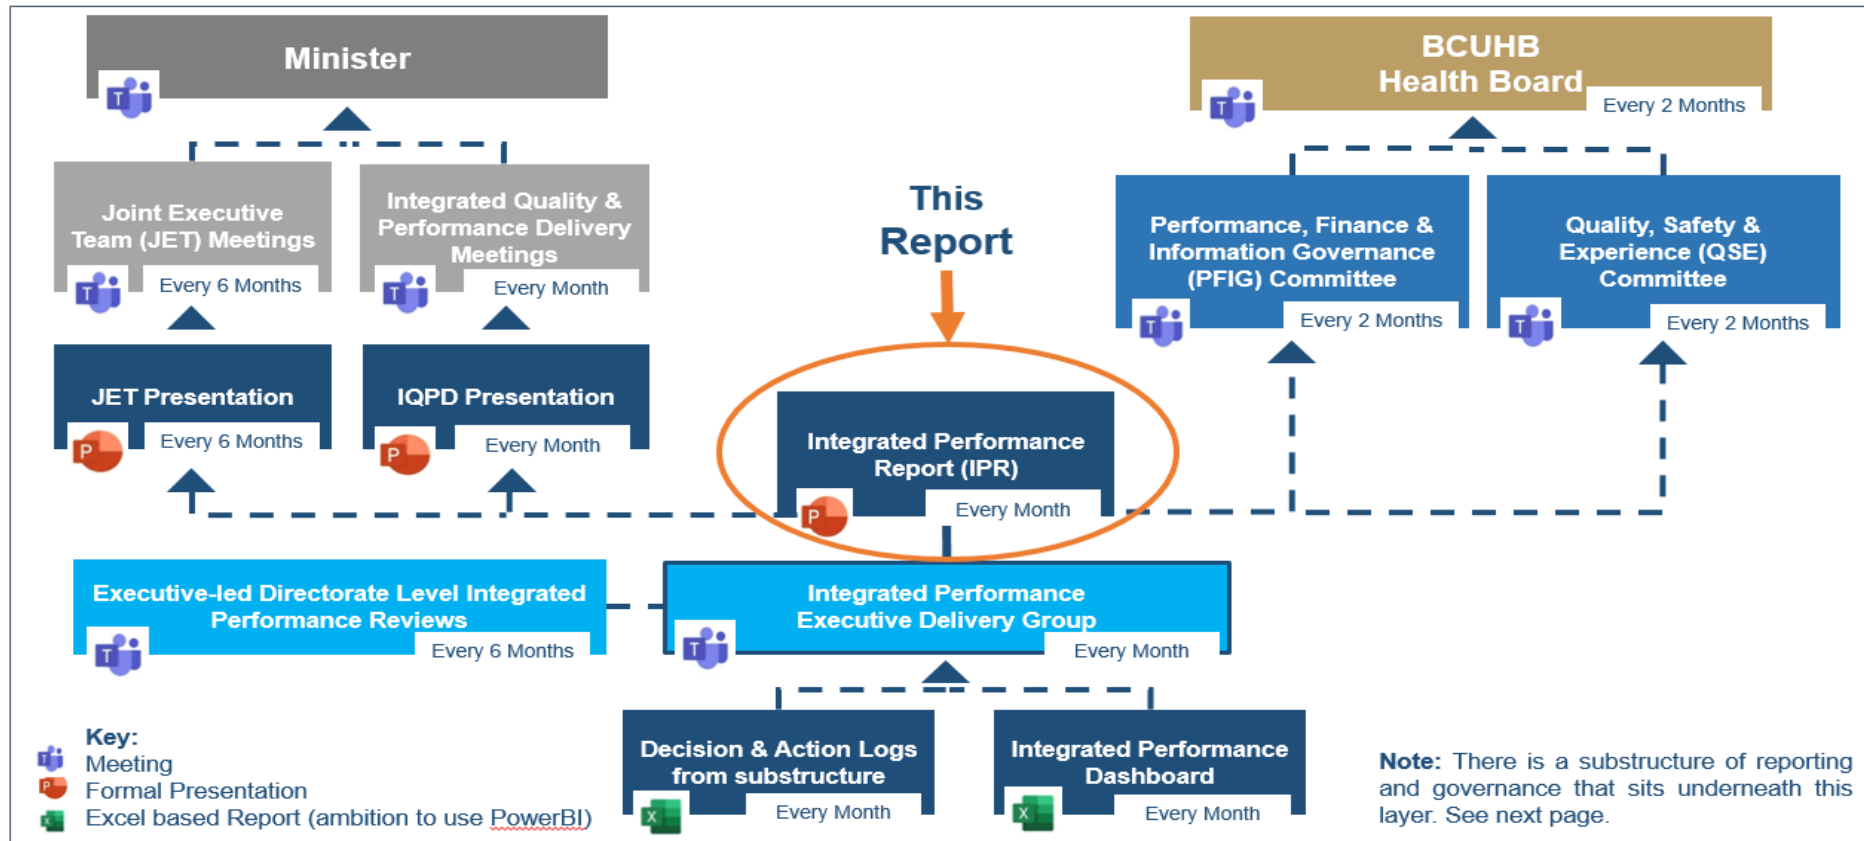 Minister
BCUHB
Health Board
Every 2 Months
Joint Executive
Team (JET) Meetings
Every 6 Months
Integrated Quality &
Performance Delivery
Meetings
Every Month
This
Report
Performance, Finance &
Information Governance
(PFIG) Committee
Every 2 Months
Quality, Safety &
Experience (QSE)
Committee
Every 2 Months
JET Presentation
Every 6 Months
IQPD Presentation
Every Month
Integrated Performance
Report (IPR)
Every Month
Executive-led Directorate Level Integrated
Performance Reviews
Every 6 Months
Integrated Performance
Executive Delivery Group
Every Month
Decision & Action Logs
from substructure
Every Month
Integrated Performance
Dashboard
Every Month
Key:
Meeting
Formal Presentation
Excel based Report (ambition to use PowerBI)
Note: There is a substructure of reporting
and governance that sits underneath this
layer. See next page.